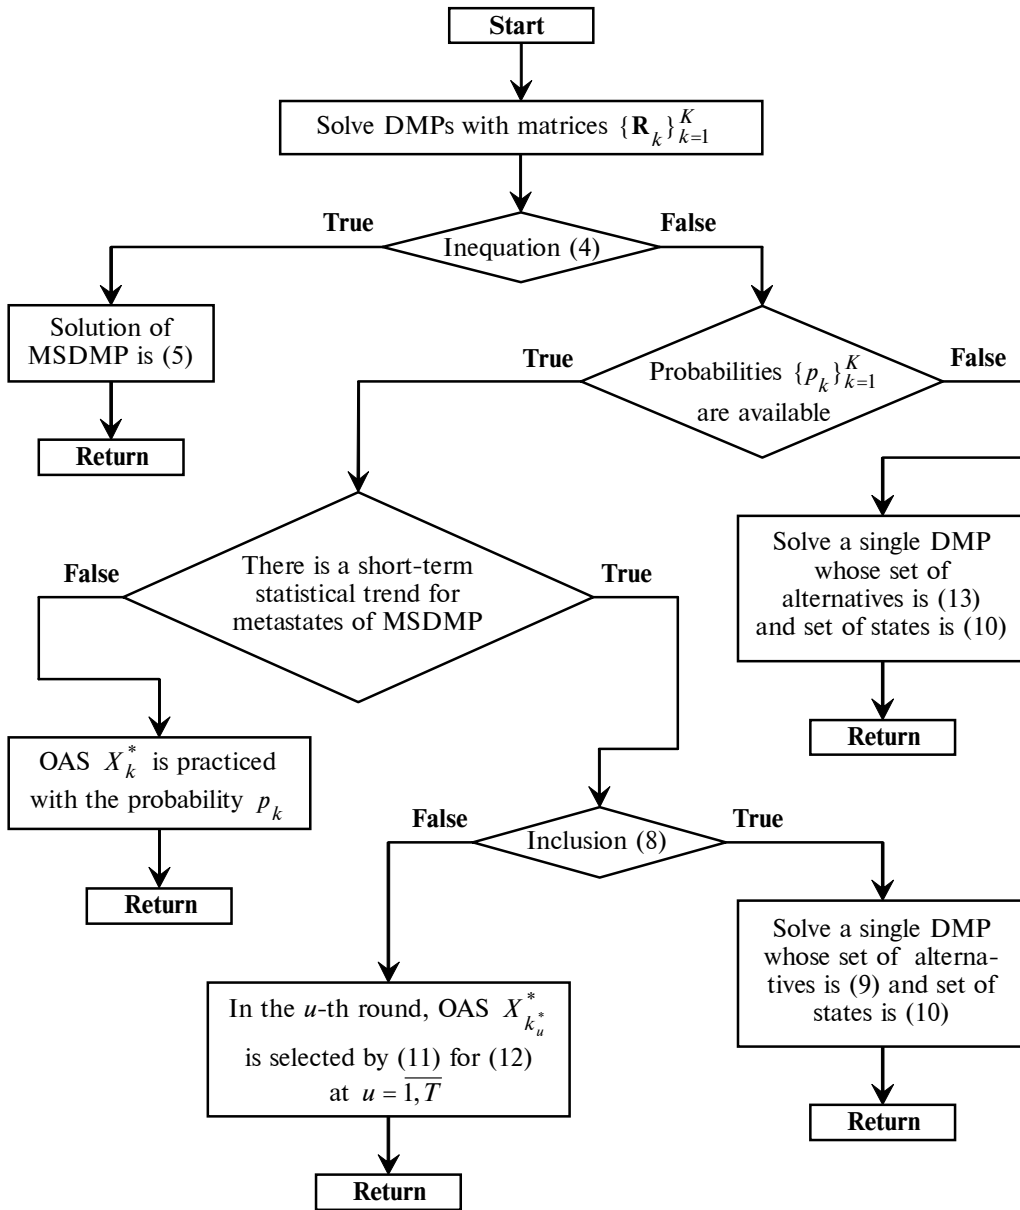 Start
Solve DMPs with matrices {𝐑_k}_{k=1}^K
True
False
Inequation (4)
Solution of
MSDMP is (5)
Return
True
False
Probabilities {p_k}_{k=1}^K
are available
Solve a single DMP
whose set of
alternatives is (13)
and set of states is (10)
Return
False
True
There is a short-term
statistical trend for
metastates of MSDMP
OAS X_k^* is practiced
with the probability p_k
Return
False
True
Inclusion (8)
Solve a single DMP
whose set of alterna-
tives is (9) and set of
states is (10)
Return
In the u-th round, OAS X_{k_u^*}^*
is selected by (11) for (12)
at u = \overline{1, T}
Return